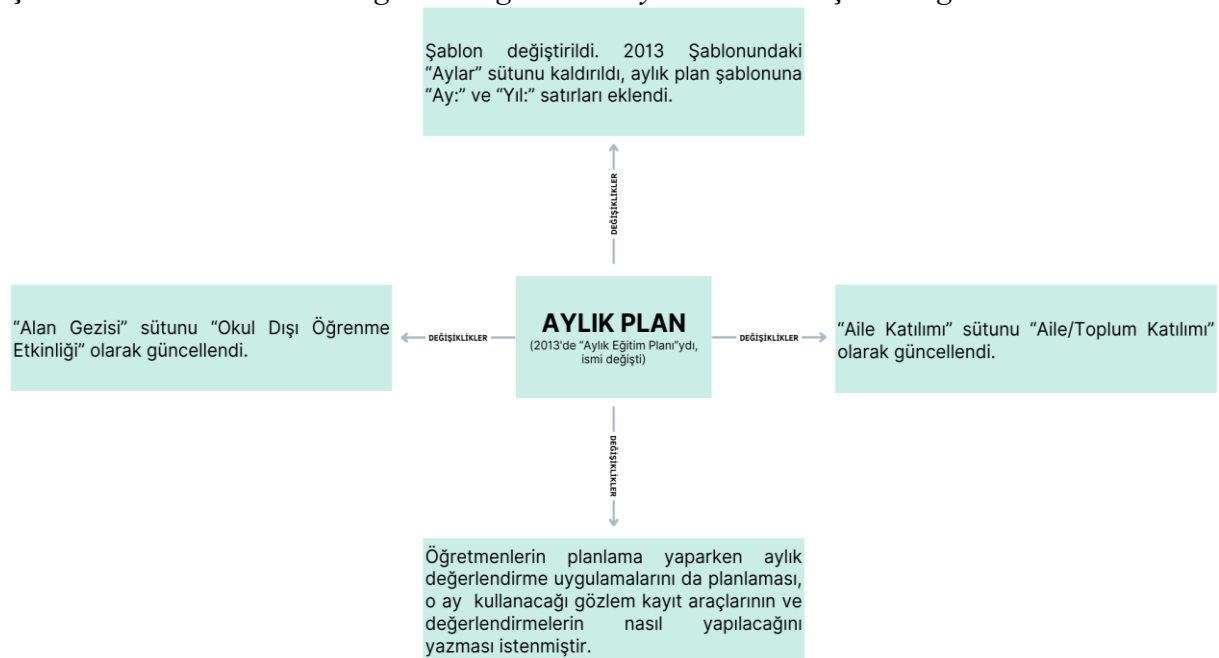 Şablon değiştirildi. 2013 Şablonundaki
“Aylar” sütunu kaldırıldı, aylık plan şablonuna
“Ay:” ve “Yıl:” satırları eklendi.
DEĞİŞİKLİKLER
“Alan Gezisi” sütunu “Okul Dışı Öğrenme
Etkinliği” olarak güncellendi.
DEĞİŞİKLİKLER
AYLIK PLAN
(2013'de “Aylık Eğitim Planı”ydı,
ismi değişti)
DEĞİŞİKLİKLER
“Aile Katılımı” sütunu “Aile/Toplum Katılımı”
olarak güncellendi.
DEĞİŞİKLİKLER
Öğretmenlerin planlama yaparken aylık
değerlendirme uygulamalarını da planlaması,
o ay kullanacağı gözlem kayıt araçlarının ve
değerlendirmelerin nasıl yapılacağını
yazması istenmiştir.